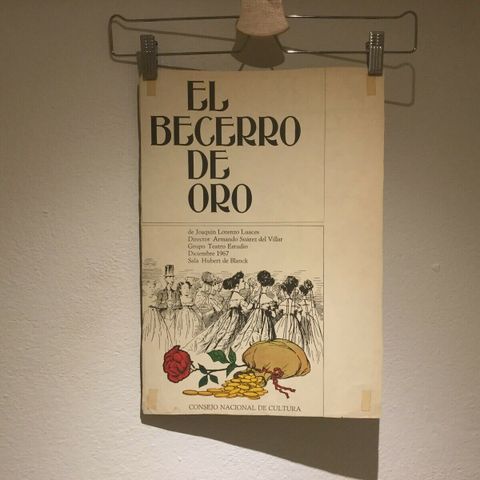 EL
BECERRO
DE
ORO
de Joaquín Lorenzo Luaces
Director Armando Suárez del Villar
Grupo Teatro Estudio
Diciembre 1967
Sala Hubert de Blanck
CONSEJO NACIONAL DE CULTURA